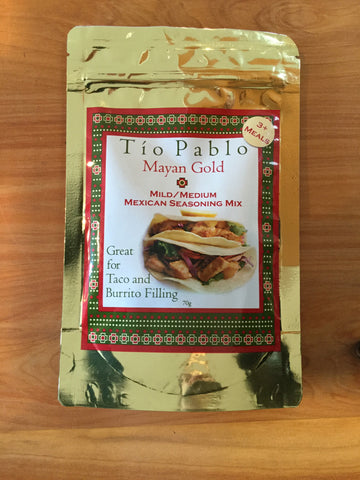 3+
MEALS
Tío Pablo
Mayan Gold
MILD/MEDIUM
MEXICAN SEASONING MIX
Great
for
Taco and
Burrito Filling
70g